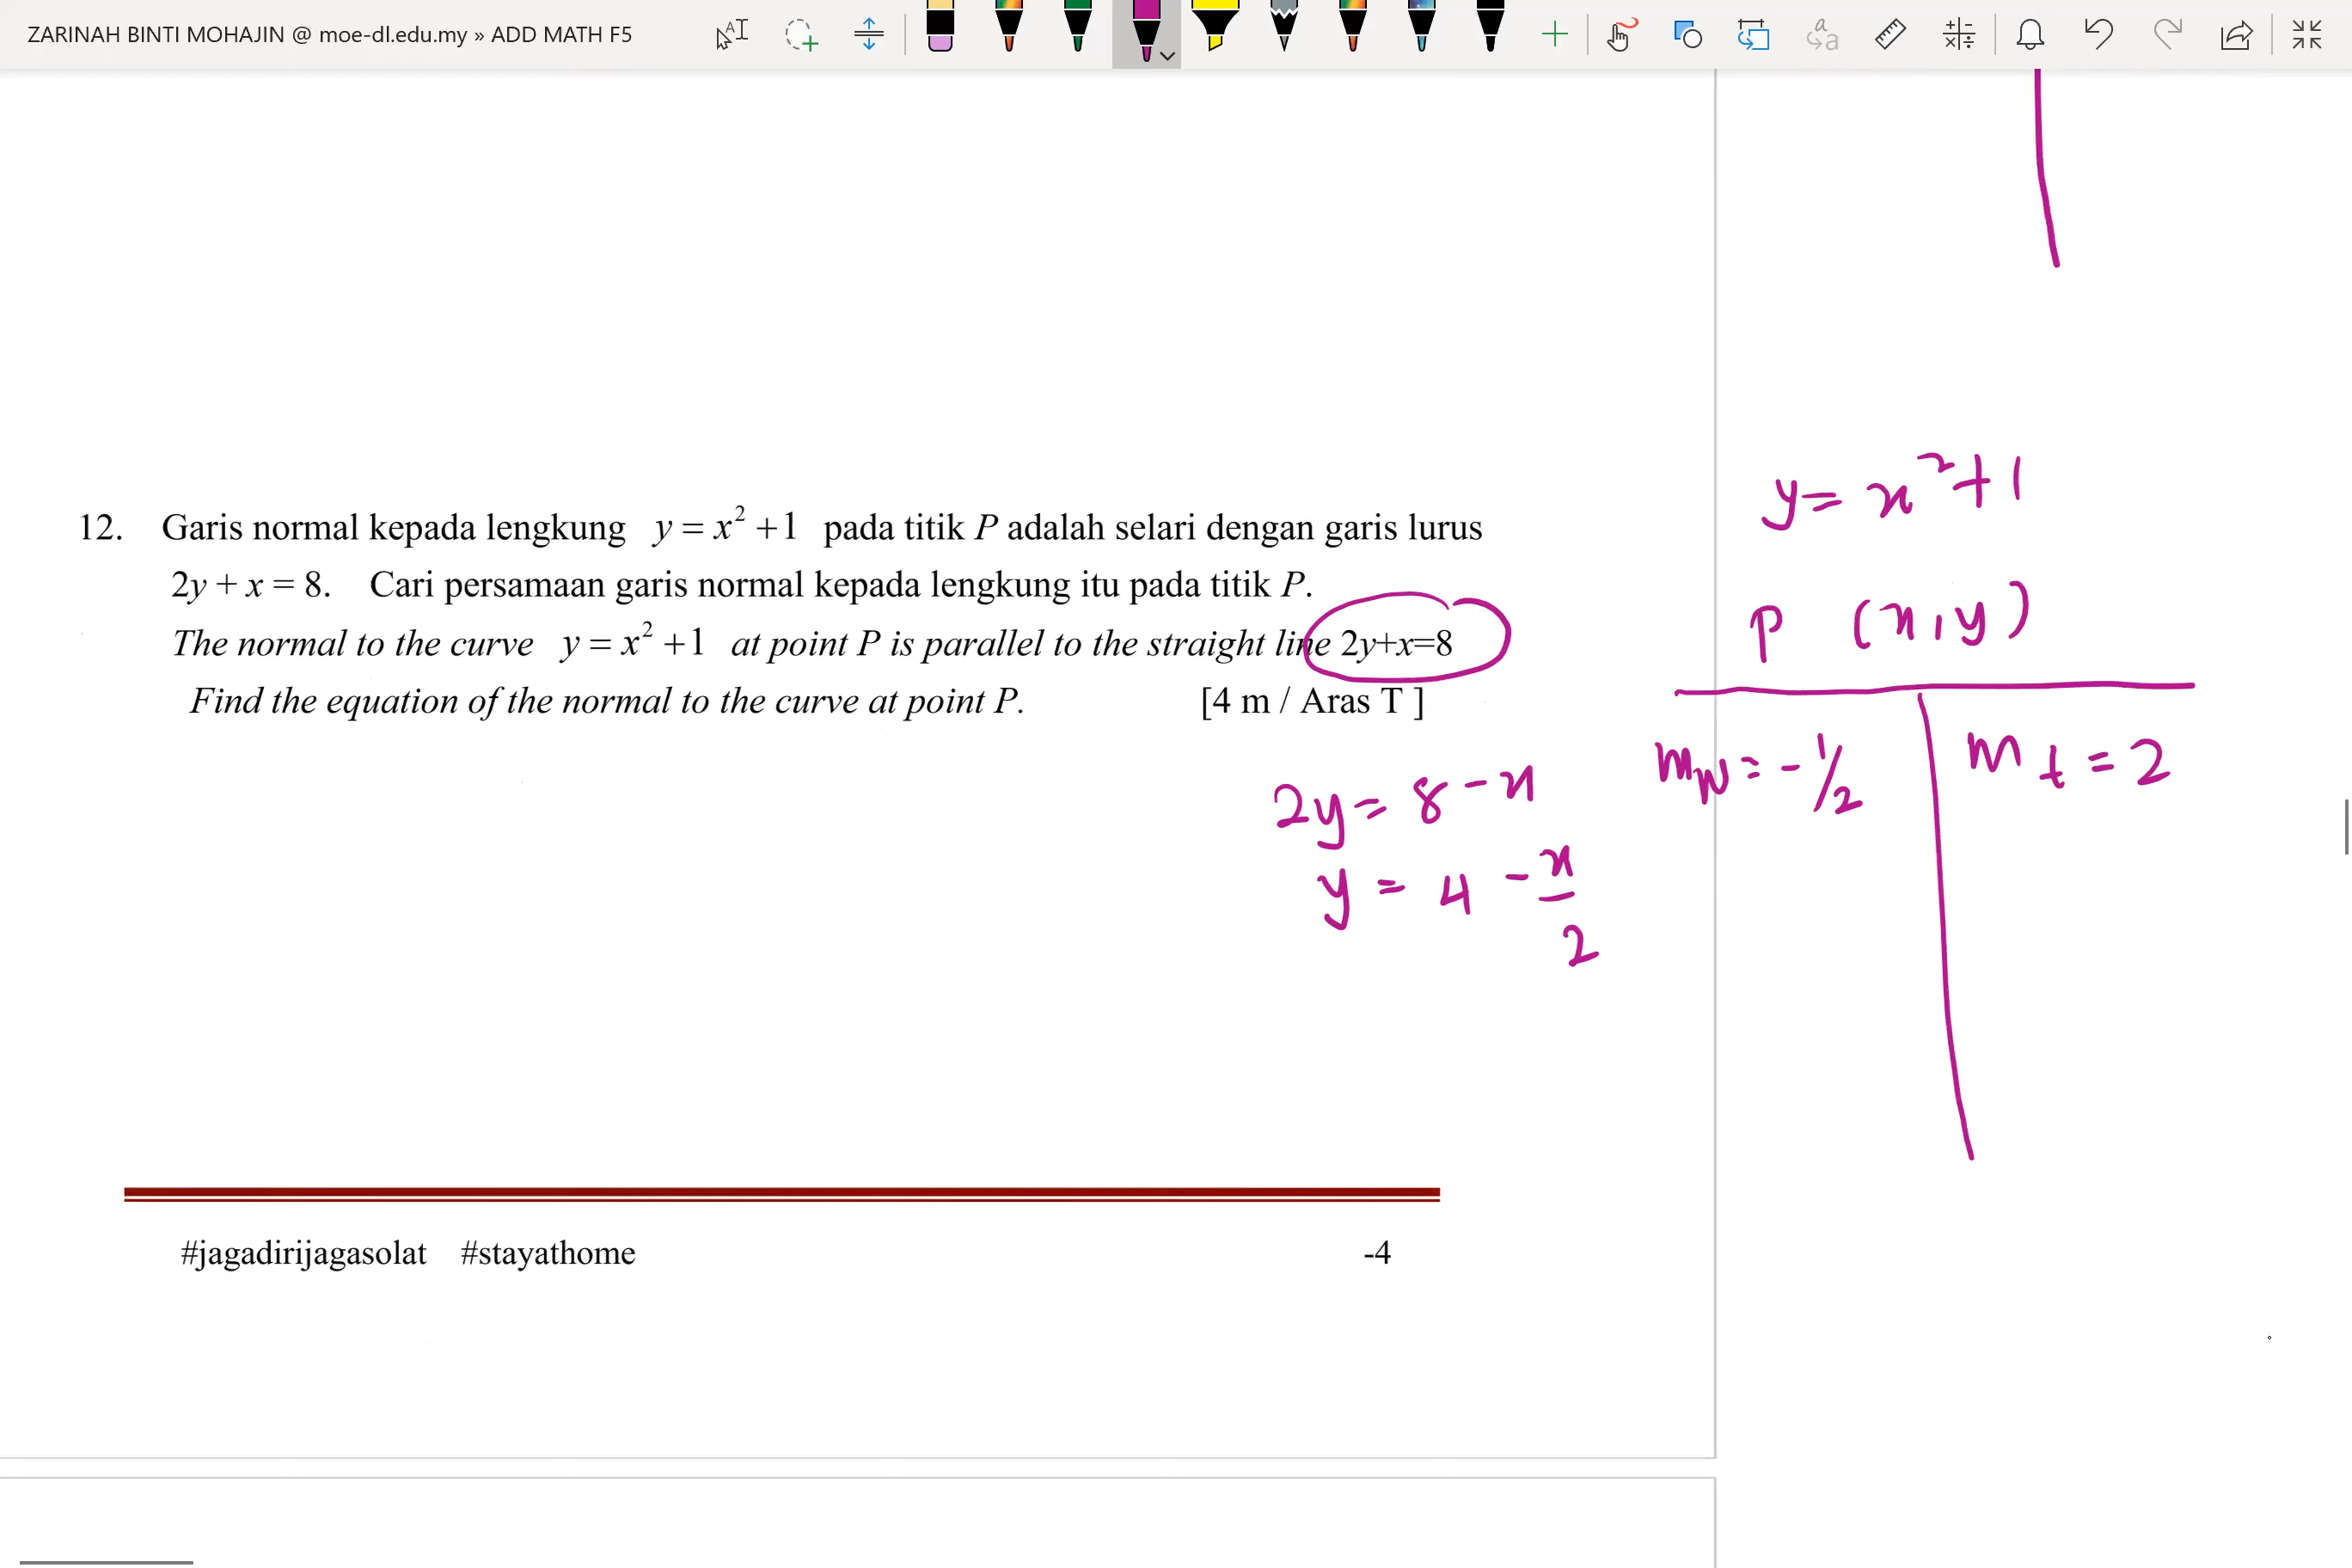 ZARINAH BINTI MOHAJIN @ moe-dl.edu.my » ADD MATH F5
y = x² + 1
12. Garis normal kepada lengkung y = x² + 1 pada titik P adalah selari dengan garis lurus
2y + x = 8. Cari persamaan garis normal kepada lengkung itu pada titik P.
The normal to the curve y = x² + 1 at point P is parallel to the straight line 2y+x=8
Find the equation of the normal to the curve at point P. [4 m / Aras T ]
P (x, y)
m_N = -1/2 m_t = 2
2y = 8 - x
y = 4 - x/2
#jagadirijagasolat #stayathome -4